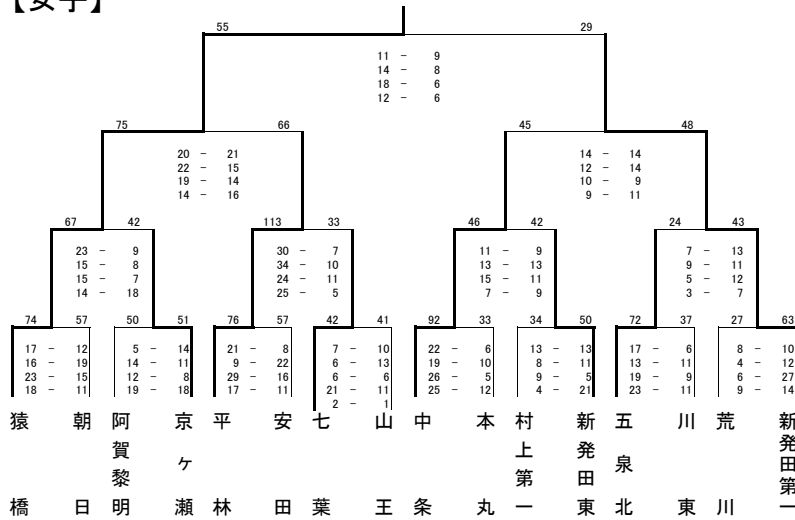 【女子】
55 29
11 - 9
14 - 8
18 - 6
12 - 6
75 66 45 48
20 - 21 14 - 14
22 - 15 12 - 14
19 - 14 10 - 9
14 - 16 9 - 11
67 42 113 33 46 42 24 43
23 - 9 30 - 7 11 - 9 7 - 13
15 - 8 34 - 10 13 - 13 9 - 11
15 - 7 24 - 11 15 - 11 5 - 12
14 - 18 25 - 5 7 - 9 3 - 7
74 57 50 51 76 57 42 41 92 33 34 50 72 37 27 63
17 - 12 5 - 14 21 - 8 7 - 10 22 - 6 13 - 13 17 - 6 8 - 10
16 - 19 14 - 11 9 - 22 6 - 13 19 - 10 8 - 11 13 - 11 4 - 12
23 - 15 12 - 8 29 - 16 6 - 6 26 - 5 9 - 5 19 - 9 6 - 27
18 - 11 19 - 18 17 - 11 21 - 11 25 - 12 4 - 21 23 - 11 9 - 14
2 - 1
猿橋
朝日
阿賀黎明
京ヶ瀬
平林
安田
七葉
山王
中条
本丸
村上第一
新発田東
五泉北
川東
荒川
新発田第一